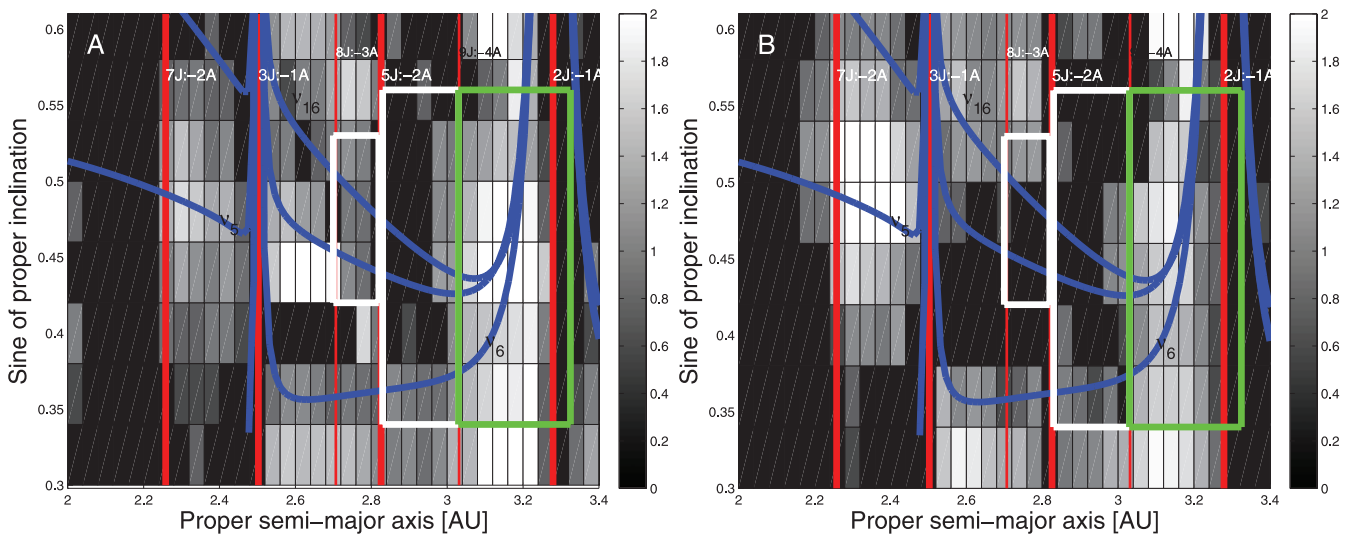 A
8J:-3A
9J:-4A
7J:-2A
3J:-1A
5J:-2A
2J:-1A
ν16
ν5
ν6
0.6
0.55
0.5
0.45
0.4
0.35
0.3
2
2.2
2.4
2.6
2.8
3
3.2
3.4
Sine of proper inclination
Proper semi−major axis [AU]
2
1.8
1.6
1.4
1.2
1
0.8
0.6
0.4
0.2
0
B
8J:-3A
-4A
7J:-2A
3J:-1A
5J:-2A
2J:-1A
ν16
ν5
ν6
0.6
0.55
0.5
0.45
0.4
0.35
0.3
2
2.2
2.4
2.6
2.8
3
3.2
3.4
Sine of proper inclination
Proper semi−major axis [AU]
2
1.8
1.6
1.4
1.2
1
0.8
0.6
0.4
0.2
0